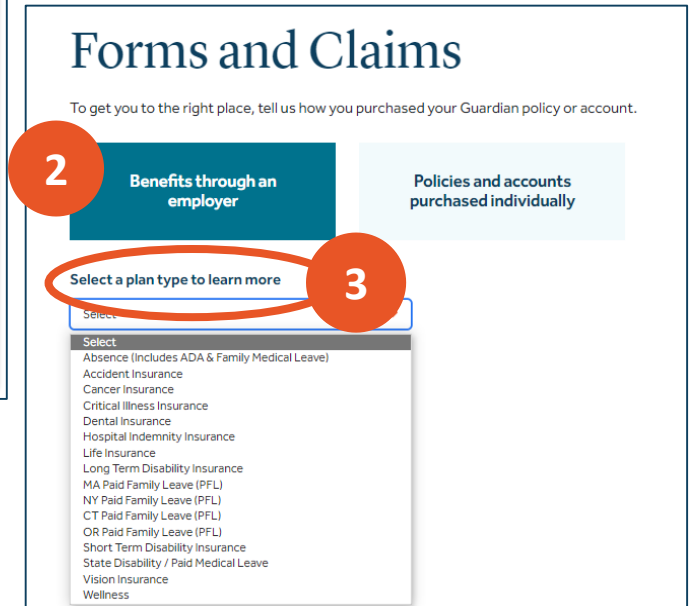 Forms and Claims
To get you to the right place, tell us how you purchased your Guardian policy or account.
2
Benefits through an
employer
Policies and accounts
purchased individually
Select a plan type to learn more
3
Select
Select
Absence (Includes ADA & Family Medical Leave)
Accident Insurance
Cancer Insurance
Critical Illness Insurance
Dental Insurance
Hospital Indemnity Insurance
Life Insurance
Long Term Disability Insurance
MA Paid Family Leave (PFL)
NY Paid Family Leave (PFL)
CT Paid Family Leave (PFL)
OR Paid Family Leave (PFL)
Short Term Disability Insurance
State Disability / Paid Medical Leave
Vision Insurance
Wellness